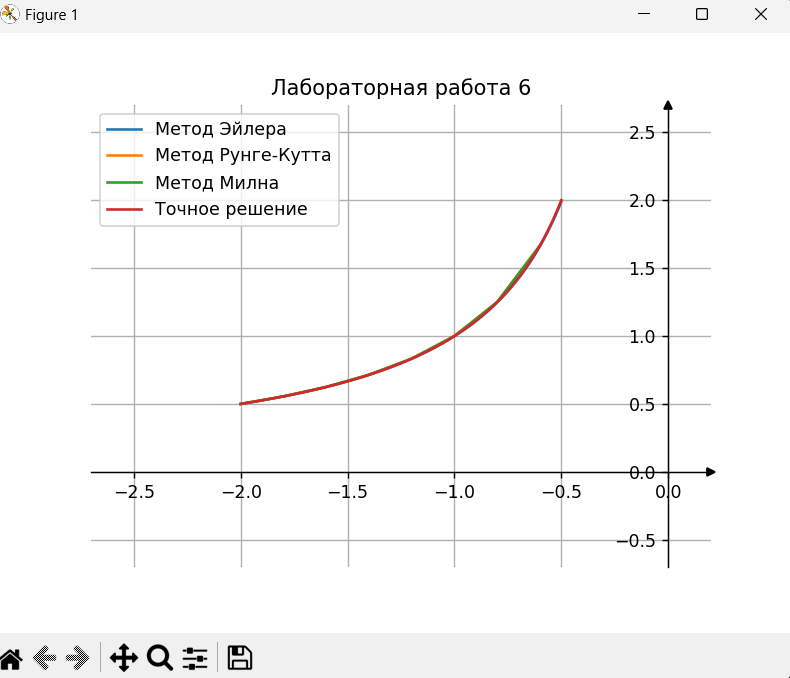 Figure 1
Лабораторная работа 6
Метод Эйлера
Метод Рунге-Кутта
Метод Милна
Точное решение
2.5
2.0
1.5
1.0
0.5
0.0
−0.5
−2.5 −2.0 −1.5 −1.0 −0.5 0.0